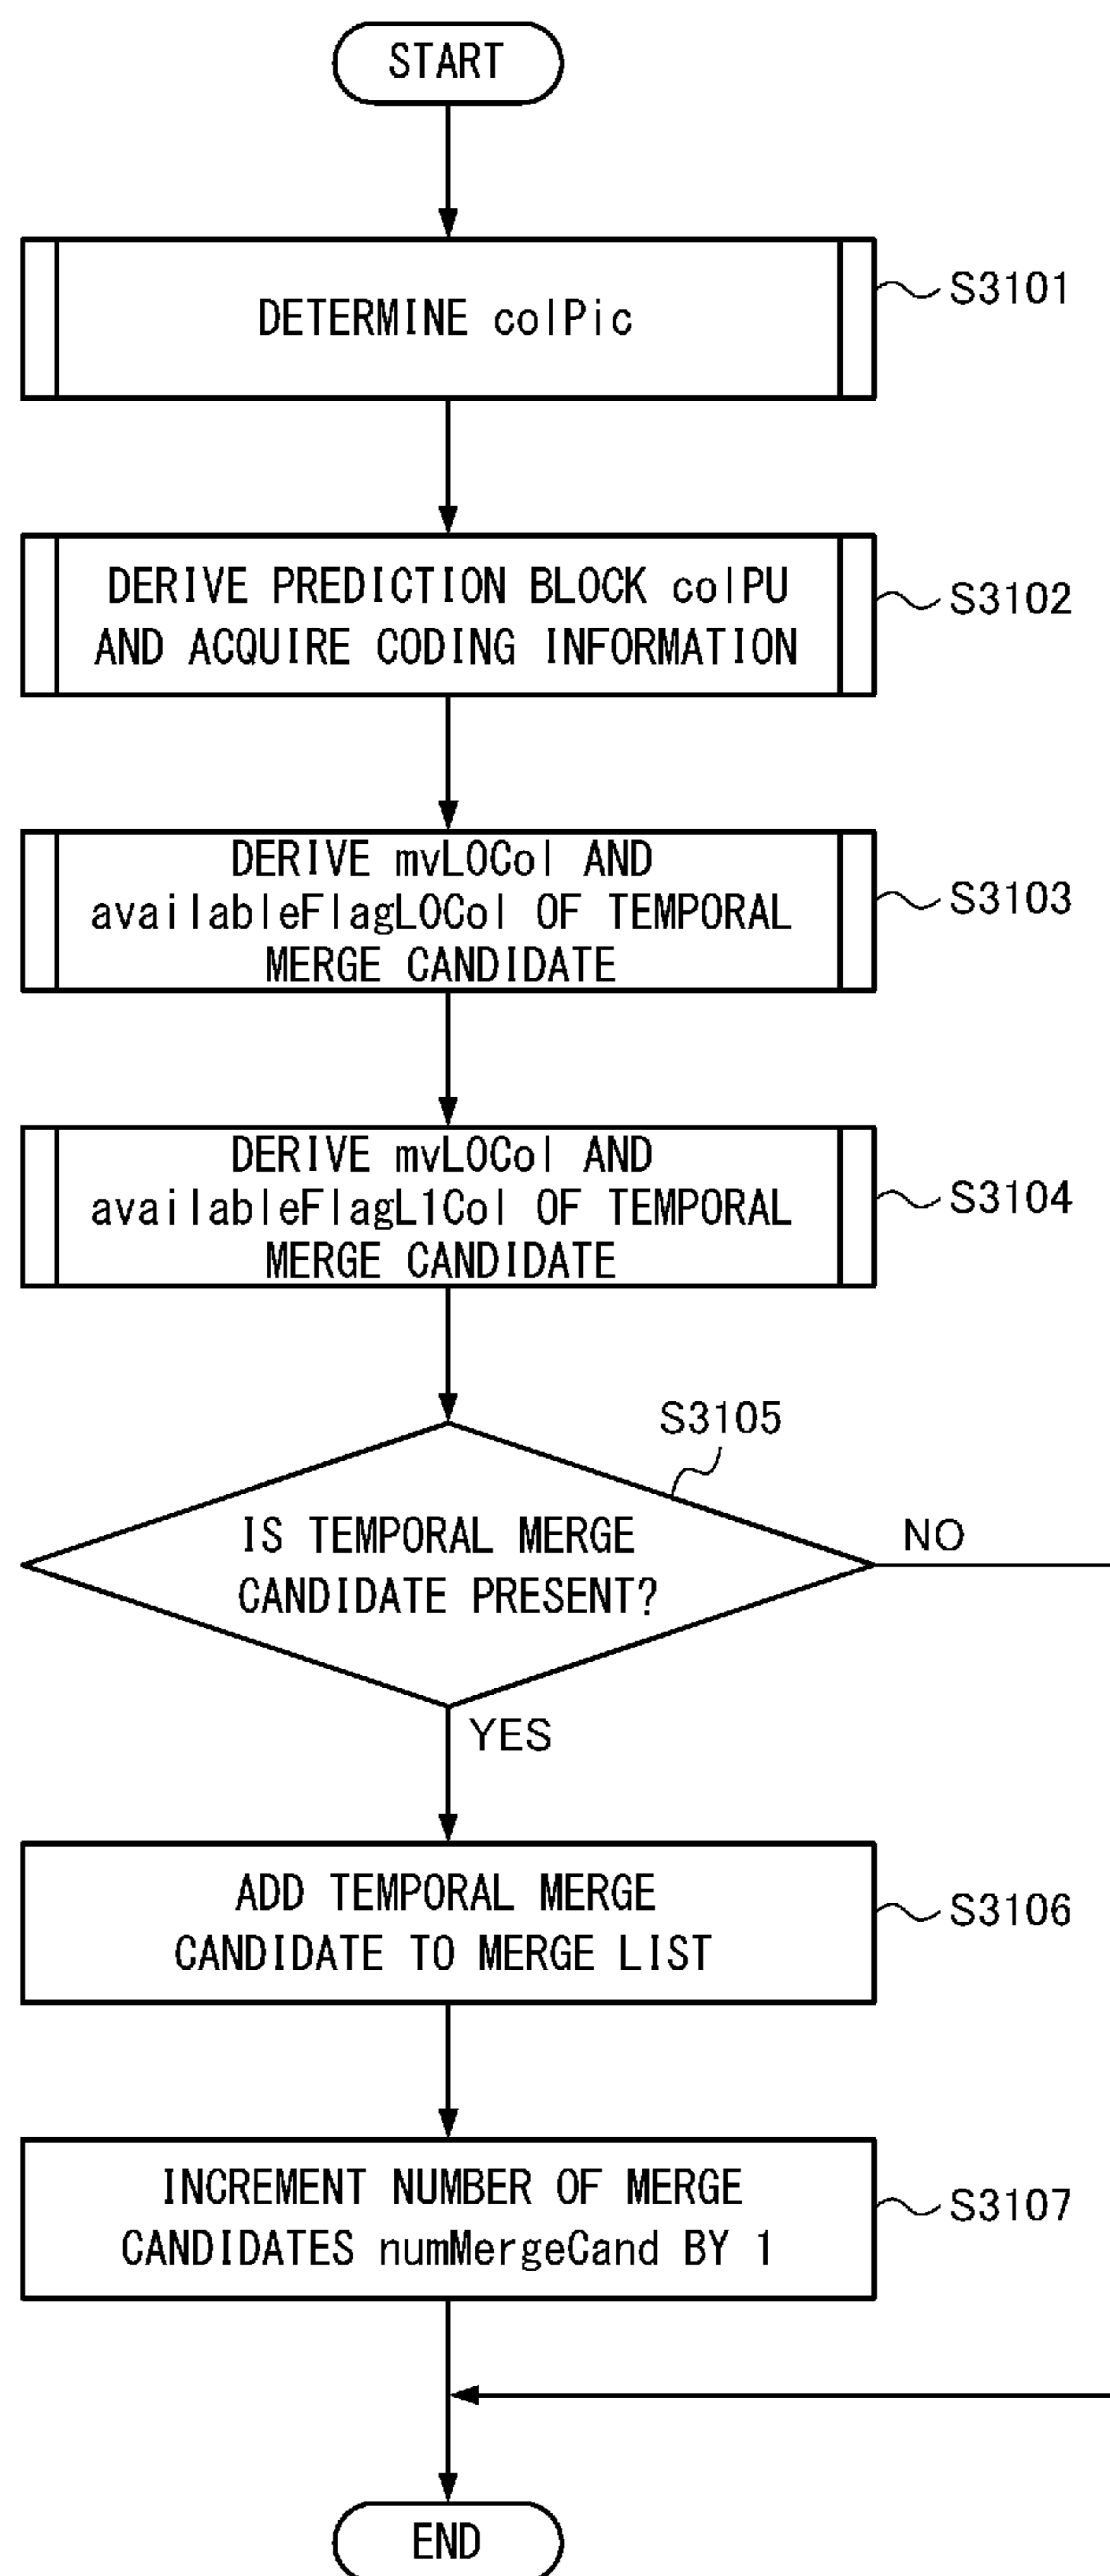 START
DETERMINE colPic
S3101
DERIVE PREDICTION BLOCK colPU
AND ACQUIRE CODING INFORMATION
S3102
DERIVE mvL0Col AND
availableFlagL0Col OF TEMPORAL
MERGE CANDIDATE
S3103
DERIVE mvL0Col AND
availableFlagL1Col OF TEMPORAL
MERGE CANDIDATE
S3104
S3105
IS TEMPORAL MERGE
CANDIDATE PRESENT?
NO
YES
ADD TEMPORAL MERGE
CANDIDATE TO MERGE LIST
S3106
INCREMENT NUMBER OF MERGE
CANDIDATES numMergeCand BY 1
S3107
END